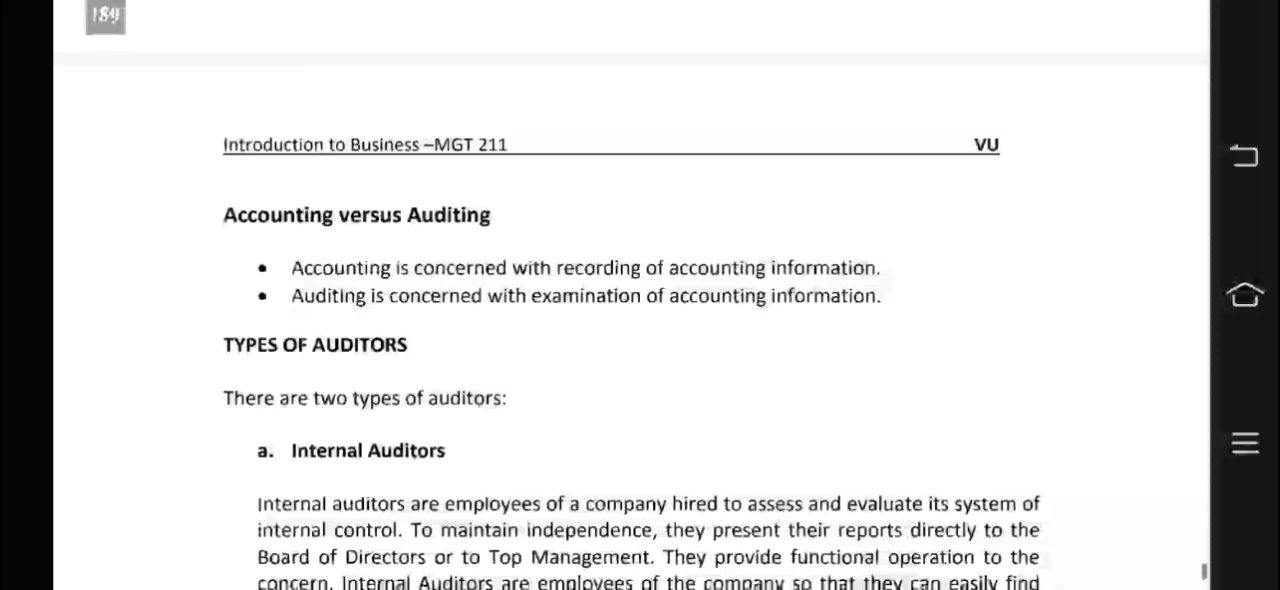 184
Introduction to Business –MGT 211 VU
Accounting versus Auditing
• Accounting is concerned with recording of accounting information.
• Auditing is concerned with examination of accounting information.
TYPES OF AUDITORS
There are two types of auditors:
a. Internal Auditors
Internal auditors are employees of a company hired to assess and evaluate its system of
internal control. To maintain independence, they present their reports directly to the
Board of Directors or to Top Management. They provide functional operation to the
concern. Internal Auditors are employees of the company so that they can easily find